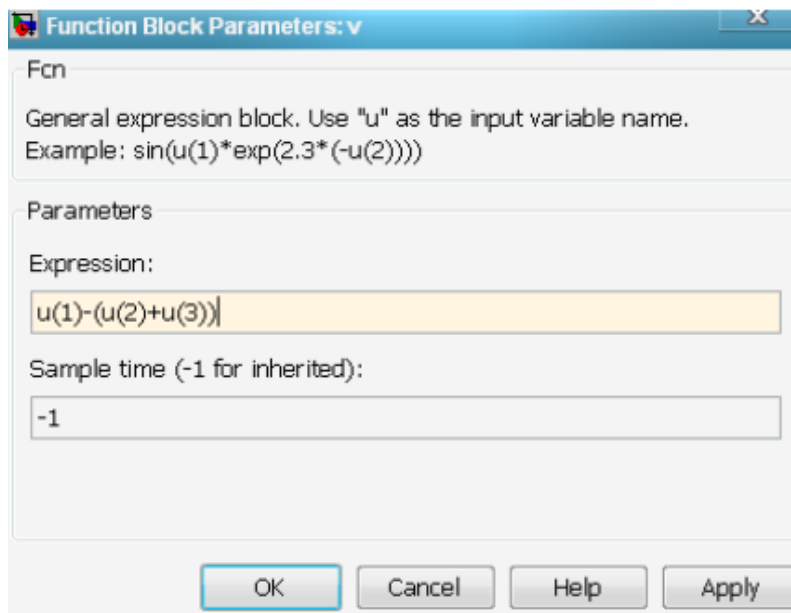 Function Block Parameters: v
X
Fcn
General expression block. Use "u" as the input variable name.
Example: sin(u(1)*exp(2.3*(-u(2))))
Parameters
Expression:
u(1)-(u(2)+u(3))
Sample time (-1 for inherited):
-1
OK Cancel Help Apply